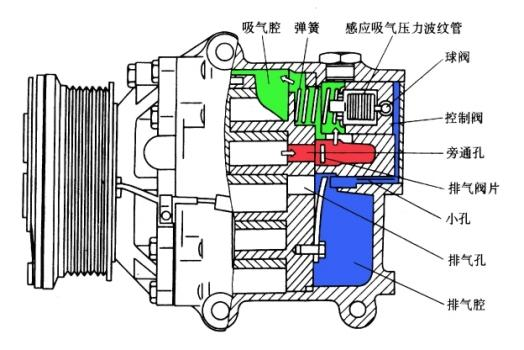 吸气腔
弹簧
感应吸气压力波纹管
球阀
控制阀
旁通孔
排气阀片
小孔
排气孔
排气腔